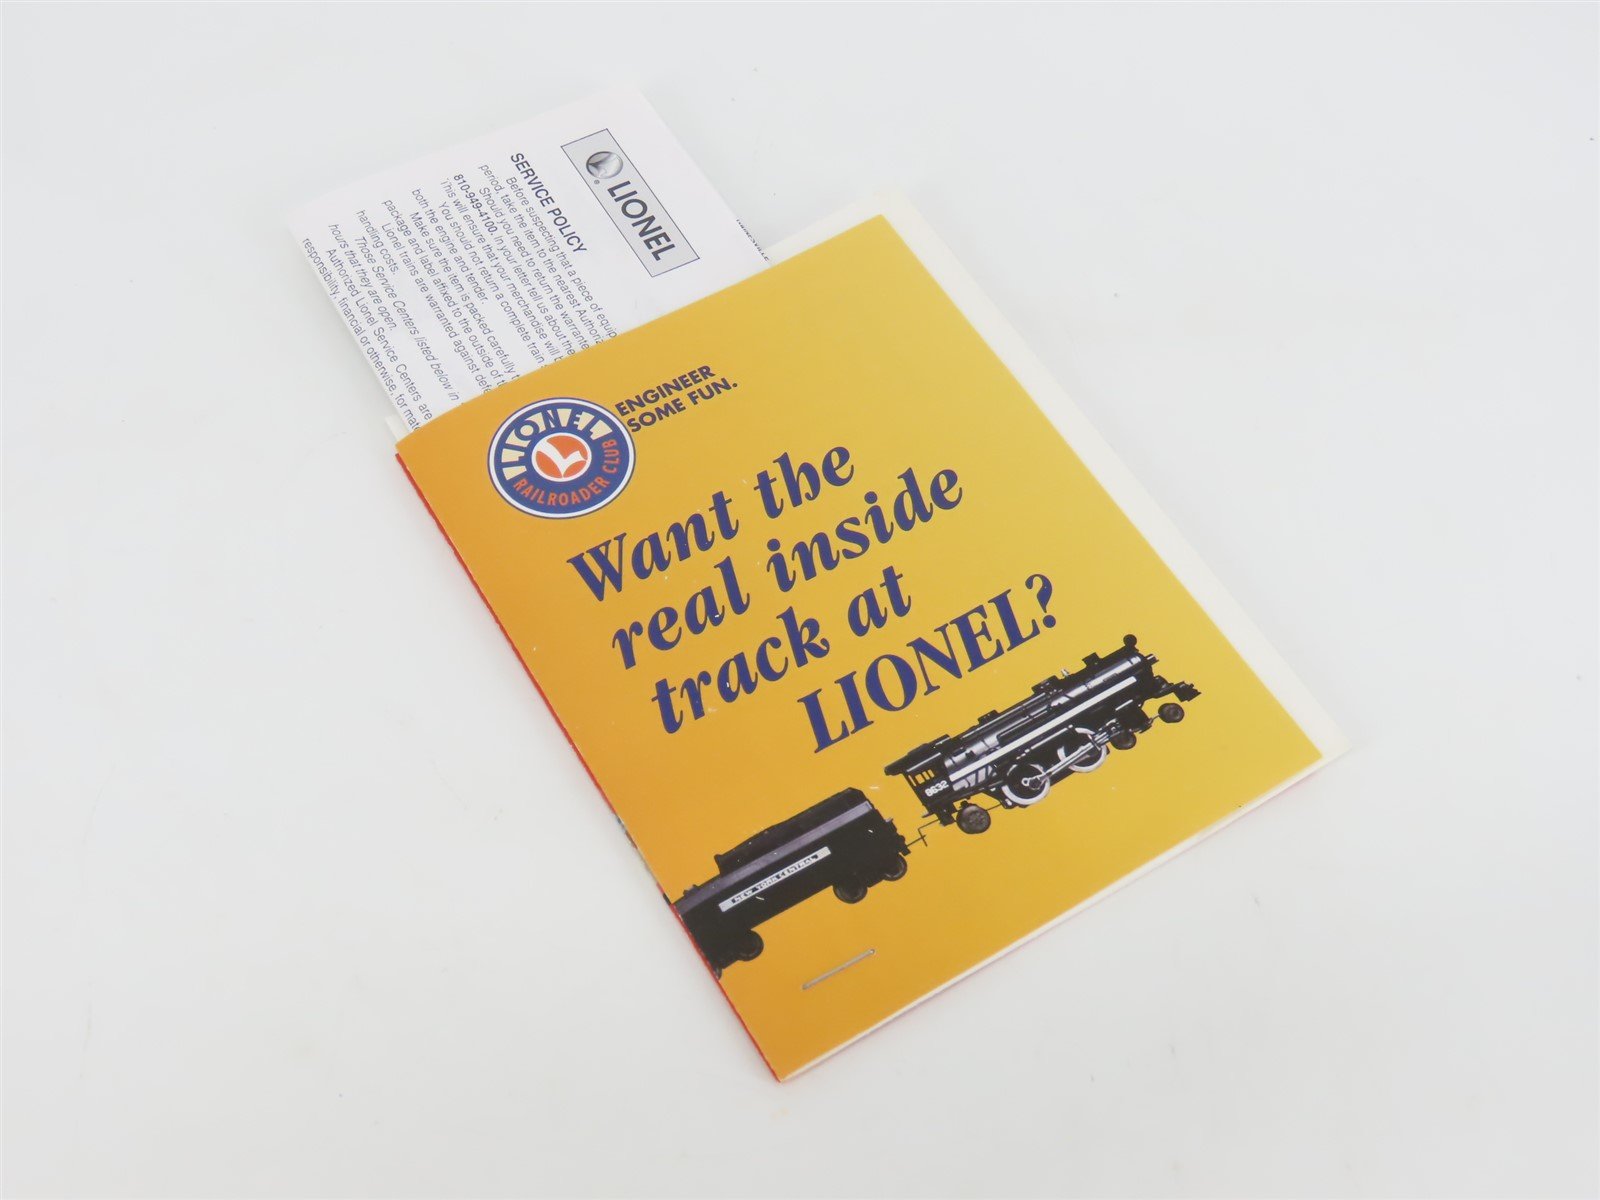 LIONEL
SERVICE POLICY
Before suspecting that a piece of equip
period, take the item to the nearest Authoriz
Should you need to return the warrante
810-949-4100. In your letter tell us about the
This will ensure that your merchandise will b
You should not return a complete train
both the engine and tender.
Make sure the item is packed carefully t
package and label affixed to the outside of t
Lionel trains are warranted against defe
handling costs.
Those Service Centers listed below in
hours that they are open.
Authorized Lionel Service Centers are
responsibility, financial or otherwise, for mat
LIONEL
RAILROADER CLUB
ENGINEER
SOME FUN.
Want the
real inside
track at
LIONEL?
8632
NEW YORK CENTRAL